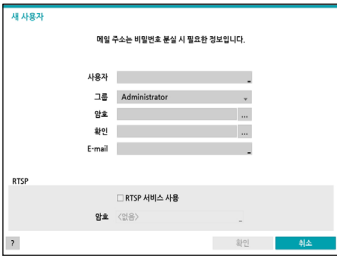 새 사용자
메일 주소는 비밀번호 분실 시 필요한 정보입니다.
사용자
그룹 Administrator
암호 ...
확인 ...
E-mail
RTSP
RTSP 서비스 사용
암호 <없음>
? 확인 취소